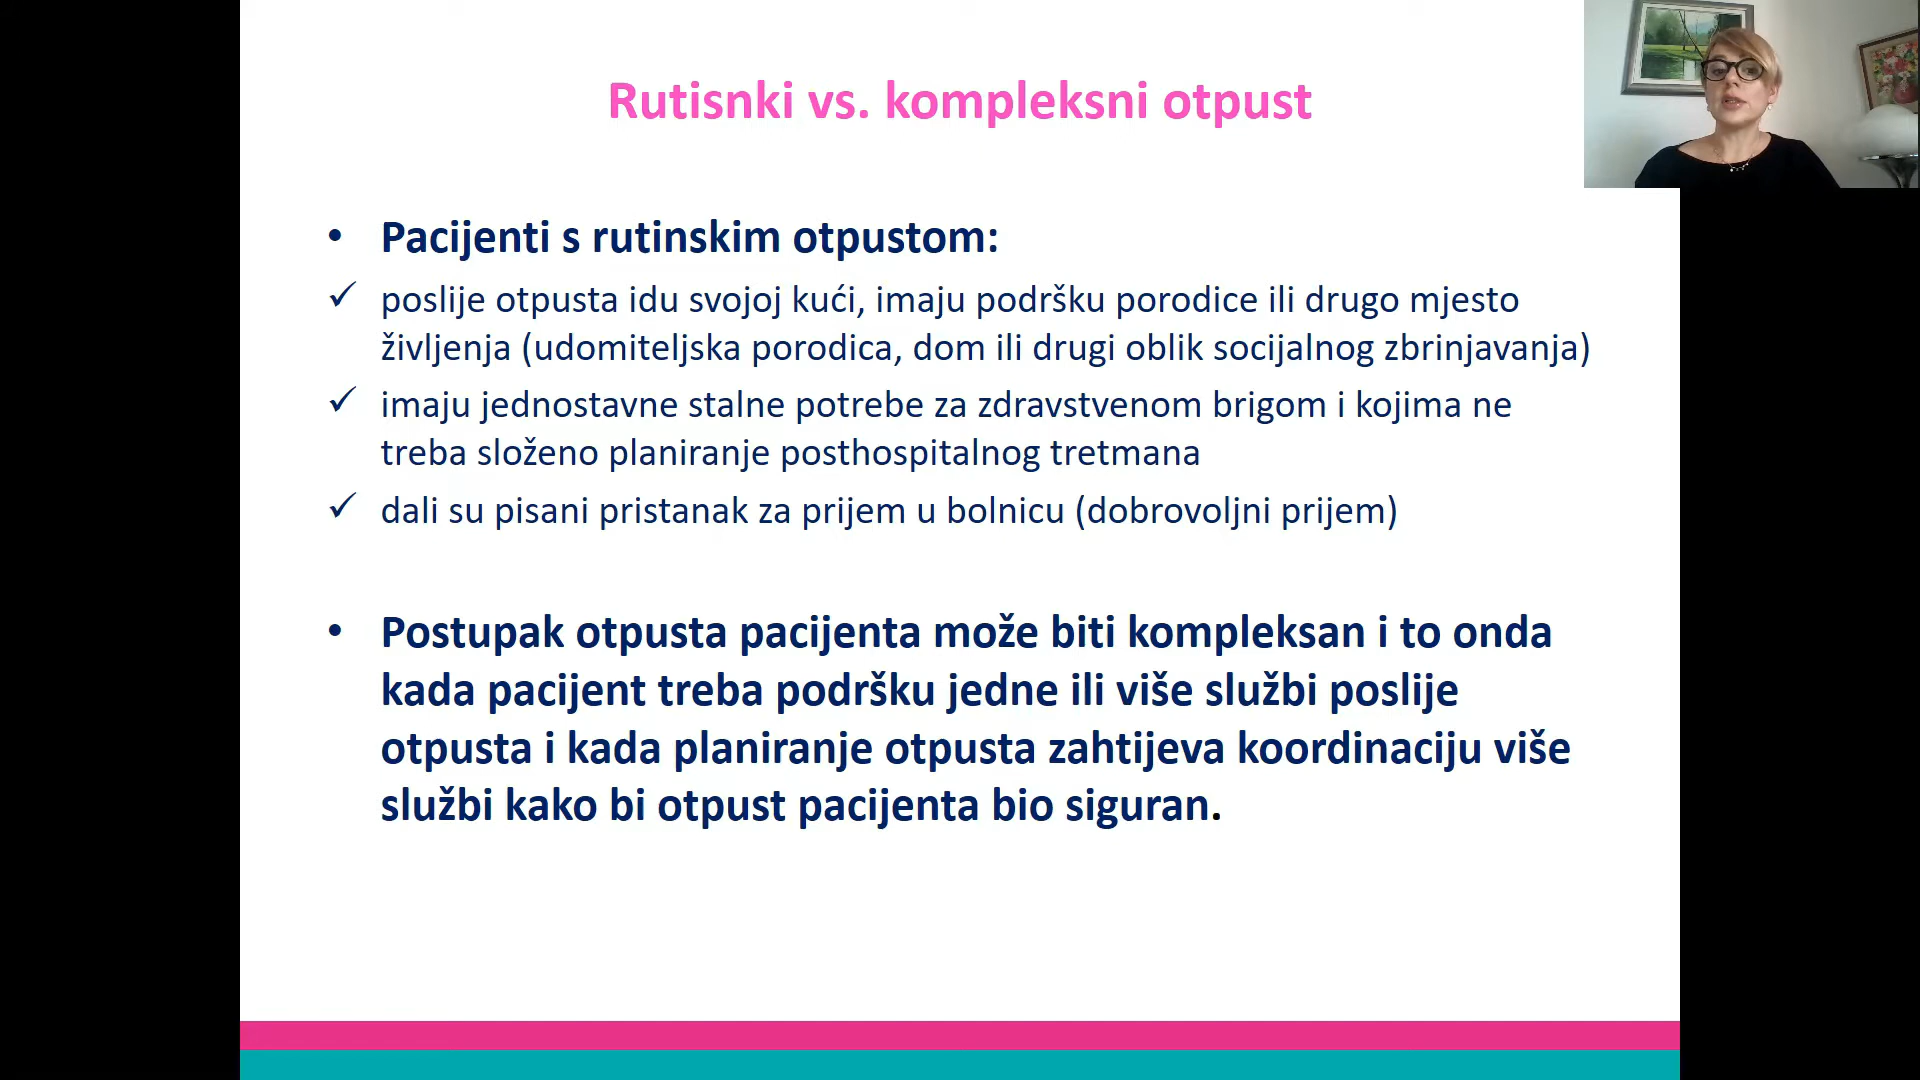 Rutisnki vs. kompleksni otpust
• Pacijenti s rutinskim otpustom:
✓ poslije otpusta idu svojoj kući, imaju podršku porodice ili drugo mjesto
življenja (udomiteljska porodica, dom ili drugi oblik socijalnog zbrinjavanja)
✓ imaju jednostavne stalne potrebe za zdravstvenom brigom i kojima ne
treba složeno planiranje posthospitalnog tretmana
✓ dali su pisani pristanak za prijem u bolnicu (dobrovoljni prijem)
• Postupak otpusta pacijenta može biti kompleksan i to onda
kada pacijent treba podršku jedne ili više službi poslije
otpusta i kada planiranje otpusta zahtijeva koordinaciju više
službi kako bi otpust pacijenta bio siguran.